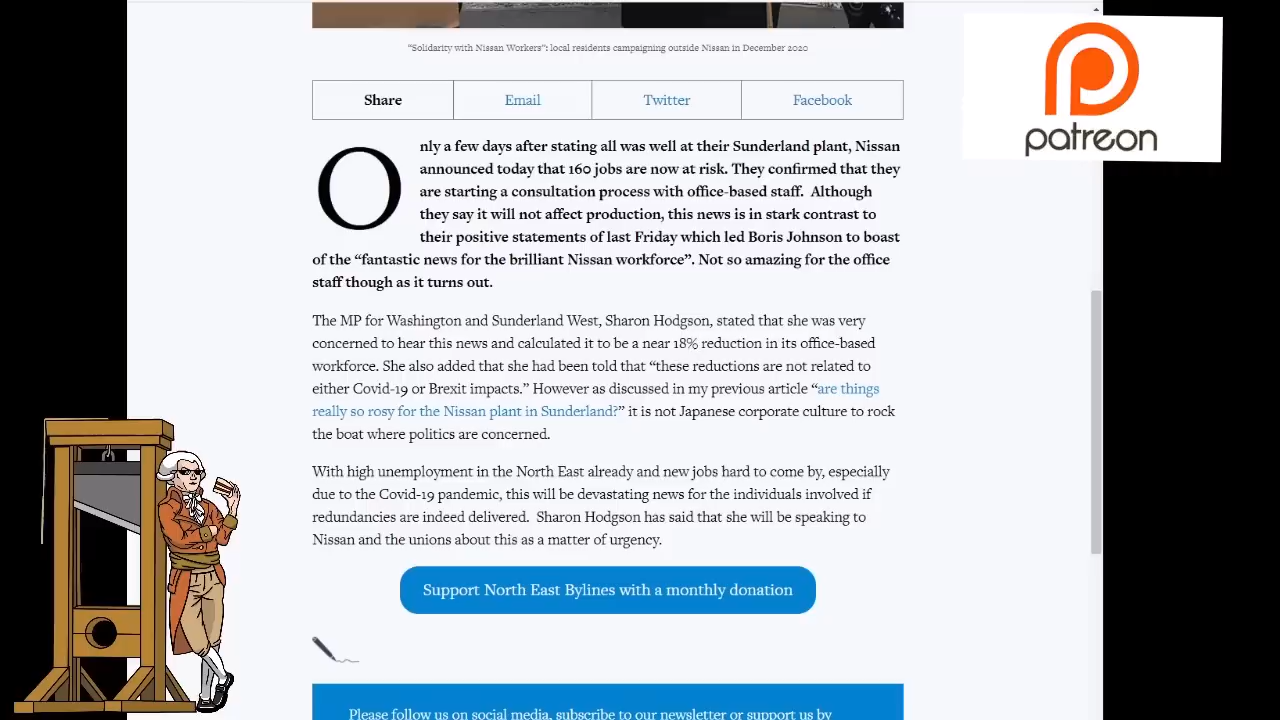 "Solidarity with Nissan Workers": local residents campaigning outside Nissan in December 2020
patreon
Share Email Twitter Facebook
Only a few days after stating all was well at their Sunderland plant, Nissan
announced today that 160 jobs are now at risk. They confirmed that they
are starting a consultation process with office-based staff. Although
they say it will not affect production, this news is in stark contrast to
their positive statements of last Friday which led Boris Johnson to boast
of the “fantastic news for the brilliant Nissan workforce”. Not so amazing for the office
staff though as it turns out.
The MP for Washington and Sunderland West, Sharon Hodgson, stated that she was very
concerned to hear this news and calculated it to be a near 18% reduction in its office-based
workforce. She also added that she had been told that “these reductions are not related to
either Covid-19 or Brexit impacts.” However as discussed in my previous article “are things
really so rosy for the Nissan plant in Sunderland?” it is not Japanese corporate culture to rock
the boat where politics are concerned.
With high unemployment in the North East already and new jobs hard to come by, especially
due to the Covid-19 pandemic, this will be devastating news for the individuals involved if
redundancies are indeed delivered. Sharon Hodgson has said that she will be speaking to
Nissan and the unions about this as a matter of urgency.
Support North East Bylines with a monthly donation
Please follow us on social media, subscribe to our newsletter or support us by